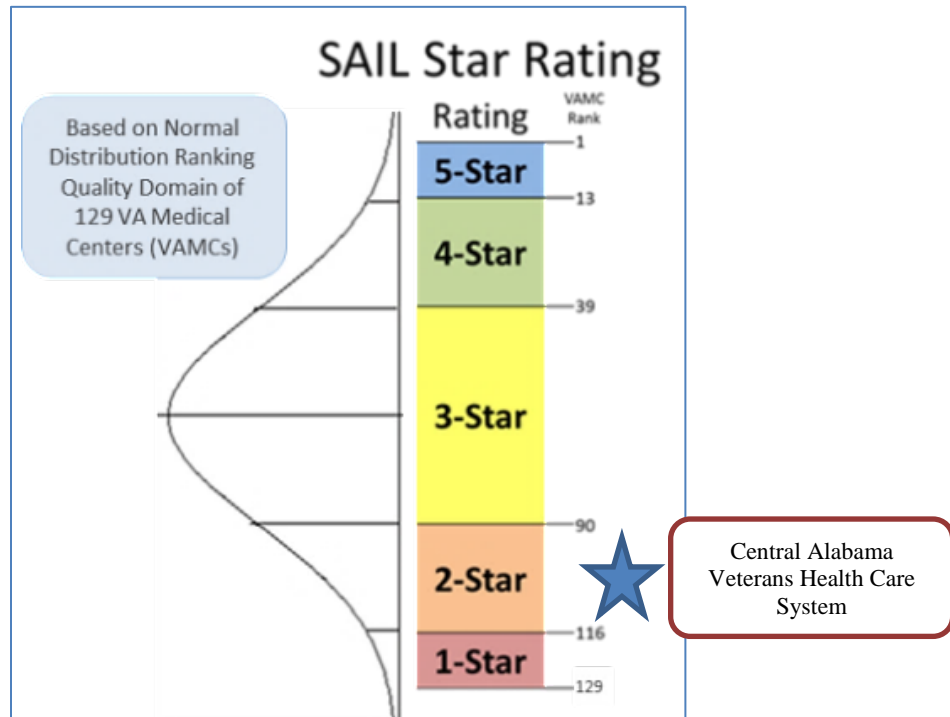 SAIL Star Rating
Based on Normal
Distribution Ranking
Quality Domain of
129 VA Medical
Centers (VAMCs)
Rating
VAMC
Rank
1
5-Star
13
4-Star
39
3-Star
90
2-Star
116
1-Star
129
Central Alabama
Veterans Health Care
System